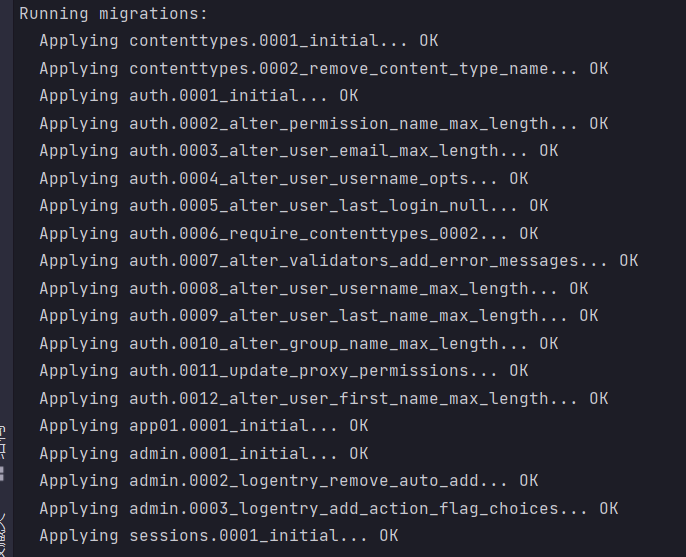 Running migrations:
  Applying contenttypes.0001_initial... OK
  Applying contenttypes.0002_remove_content_type_name... OK
  Applying auth.0001_initial... OK
  Applying auth.0002_alter_permission_name_max_length... OK
  Applying auth.0003_alter_user_email_max_length... OK
  Applying auth.0004_alter_user_username_opts... OK
  Applying auth.0005_alter_user_last_login_null... OK
  Applying auth.0006_require_contenttypes_0002... OK
  Applying auth.0007_alter_validators_add_error_messages... OK
  Applying auth.0008_alter_user_username_max_length... OK
  Applying auth.0009_alter_user_last_name_max_length... OK
  Applying auth.0010_alter_group_name_max_length... OK
  Applying auth.0011_update_proxy_permissions... OK
  Applying auth.0012_alter_user_first_name_max_length... OK
  Applying app01.0001_initial... OK
  Applying admin.0001_initial... OK
  Applying admin.0002_logentry_remove_auto_add... OK
  Applying admin.0003_logentry_add_action_flag_choices... OK
  Applying sessions.0001_initial... OK